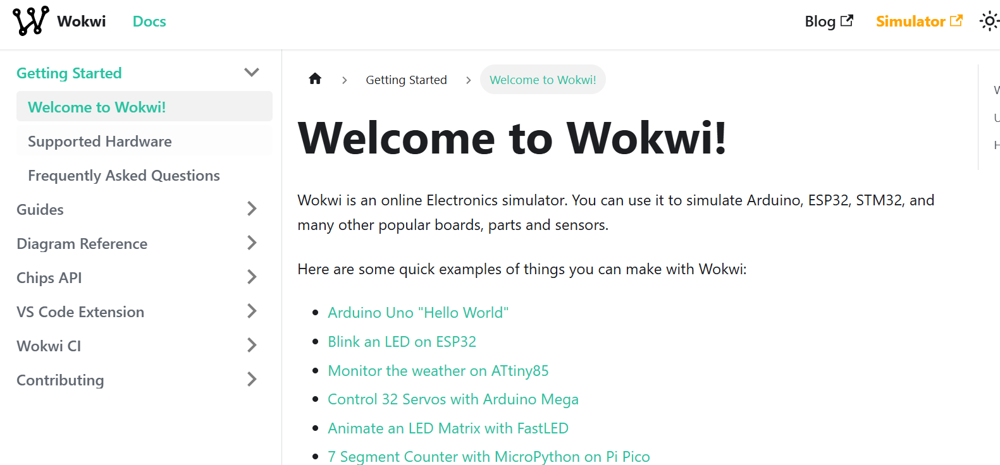 Wokwi
Docs
Blog
Simulator
Getting Started
Welcome to Wokwi!
Supported Hardware
Frequently Asked Questions
Guides
Diagram Reference
Chips API
VS Code Extension
Wokwi CI
Contributing
Getting Started
Welcome to Wokwi!
Welcome to Wokwi!
Wokwi is an online Electronics simulator. You can use it to simulate Arduino, ESP32, STM32, and
many other popular boards, parts and sensors.
Here are some quick examples of things you can make with Wokwi:
Arduino Uno "Hello World"
Blink an LED on ESP32
Monitor the weather on ATtiny85
Control 32 Servos with Arduino Mega
Animate an LED Matrix with FastLED
7 Segment Counter with MicroPython on Pi Pico